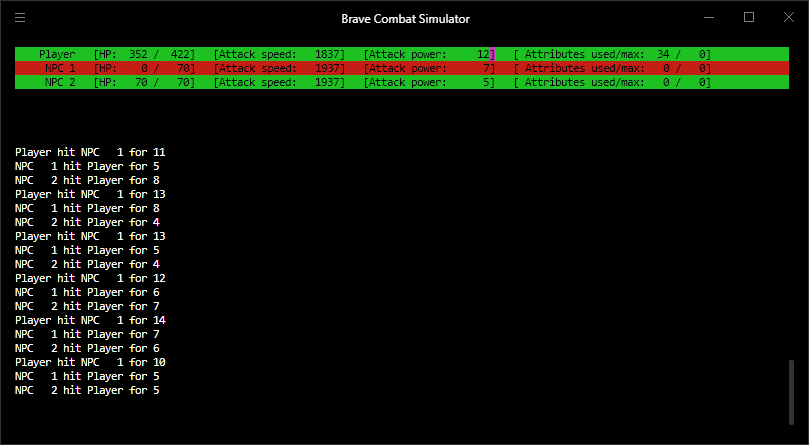 Brave Combat Simulator
Player [HP: 352 / 422] [Attack speed: 1837] [Attack power: 12] [ Attributes used/max: 34 / 0]
NPC 1 [HP: 0 / 70] [Attack speed: 1937] [Attack power: 7] [ Attributes used/max: 0 / 0]
NPC 2 [HP: 70 / 70] [Attack speed: 1937] [Attack power: 5] [ Attributes used/max: 0 / 0]
Player hit NPC 1 for 11
NPC 1 hit Player for 5
NPC 2 hit Player for 8
Player hit NPC 1 for 13
NPC 1 hit Player for 8
NPC 2 hit Player for 4
Player hit NPC 1 for 13
NPC 1 hit Player for 5
NPC 2 hit Player for 4
Player hit NPC 1 for 12
NPC 1 hit Player for 6
NPC 2 hit Player for 7
Player hit NPC 1 for 14
NPC 1 hit Player for 7
NPC 2 hit Player for 6
Player hit NPC 1 for 10
NPC 1 hit Player for 5
NPC 2 hit Player for 5